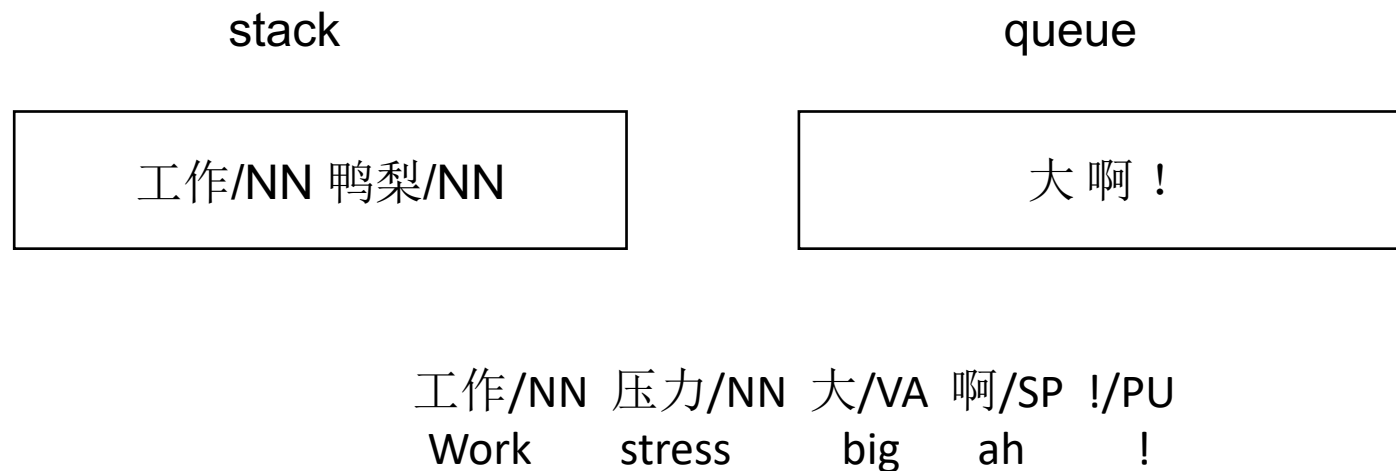 stack queue
工作/NN 鸭梨/NN 大 啊 !
工作/NN 压力/NN 大/VA 啊/SP !/PU
Work stress big ah !